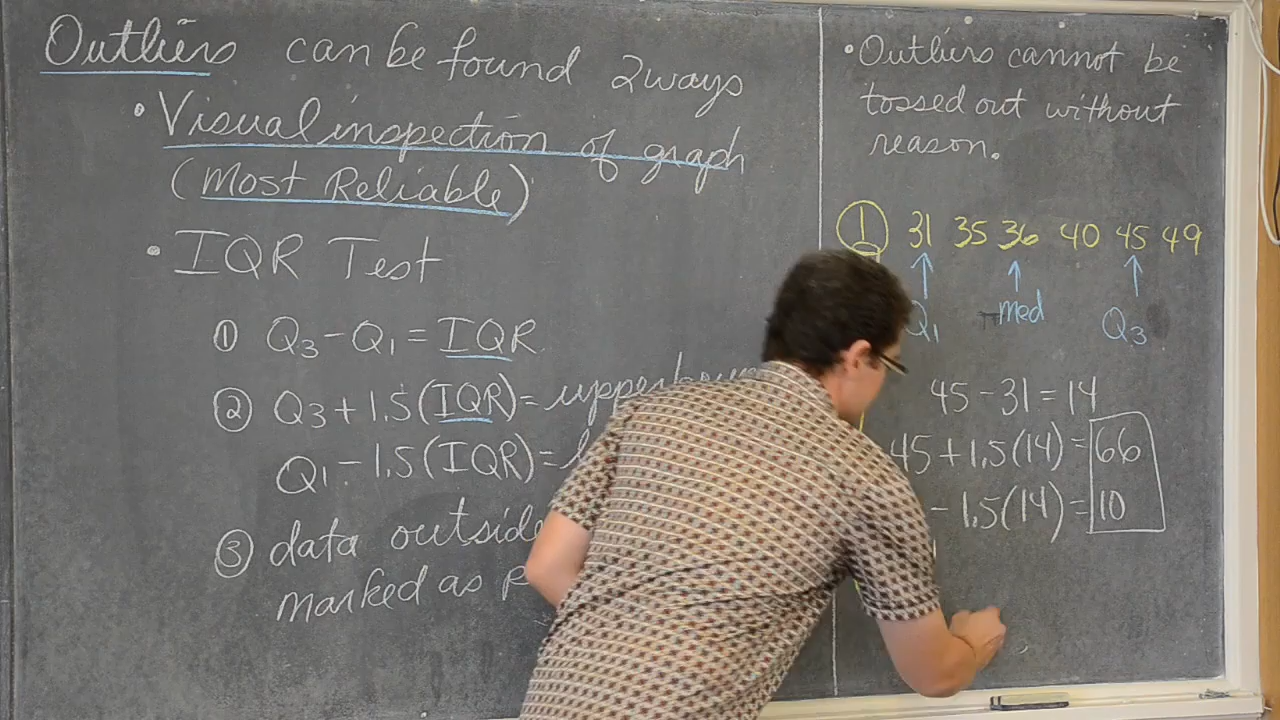 Outliers can be found 2 ways
• Visual inspection of graph
(Most Reliable)
• IQR Test
① Q3 - Q1 = IQR
② Q3 + 1.5(IQR) = upper
Q1 - 1.5(IQR) =
③ data outside
marked as
• Outliers cannot be
tossed out without
reason.
① 31 35 36 40 45 49
↑ ↑ ↑
Q1 Med Q3
45 - 31 = 14
45 + 1.5(14) = 66
- 1.5(14) = 10